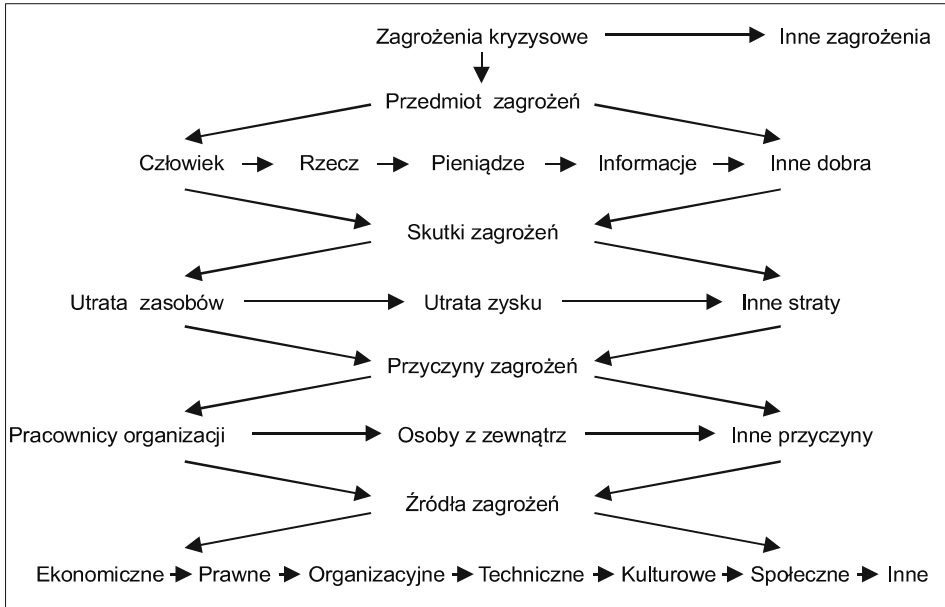 Zagrożenia kryzysowe Inne zagrożenia
Przedmiot zagrożeń
Człowiek Rzecz Pieniądze Informacje Inne dobra
Skutki zagrożeń
Utrata zasobów Utrata zysku Inne straty
Przyczyny zagrożeń
Pracownicy organizacji Osoby z zewnątrz Inne przyczyny
Źródła zagrożeń
Ekonomiczne Prawne Organizacyjne Techniczne Kulturowe Społeczne Inne